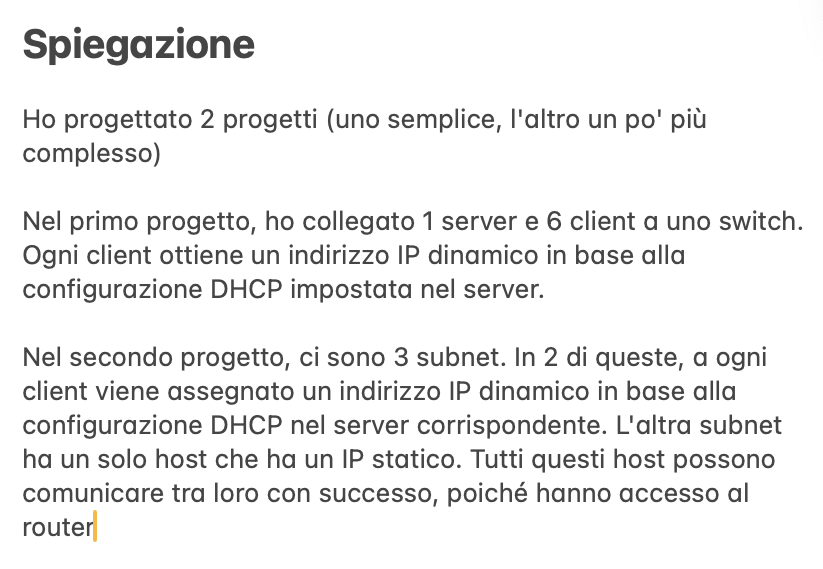 Spiegazione
Ho progettato 2 progetti (uno semplice, l'altro un po' più
complesso)
Nel primo progetto, ho collegato 1 server e 6 client a uno switch.
Ogni client ottiene un indirizzo IP dinamico in base alla
configurazione DHCP impostata nel server.
Nel secondo progetto, ci sono 3 subnet. In 2 di queste, a ogni
client viene assegnato un indirizzo IP dinamico in base alla
configurazione DHCP nel server corrispondente. L'altra subnet
ha un solo host che ha un IP statico. Tutti questi host possono
comunicare tra loro con successo, poiché hanno accesso al
router